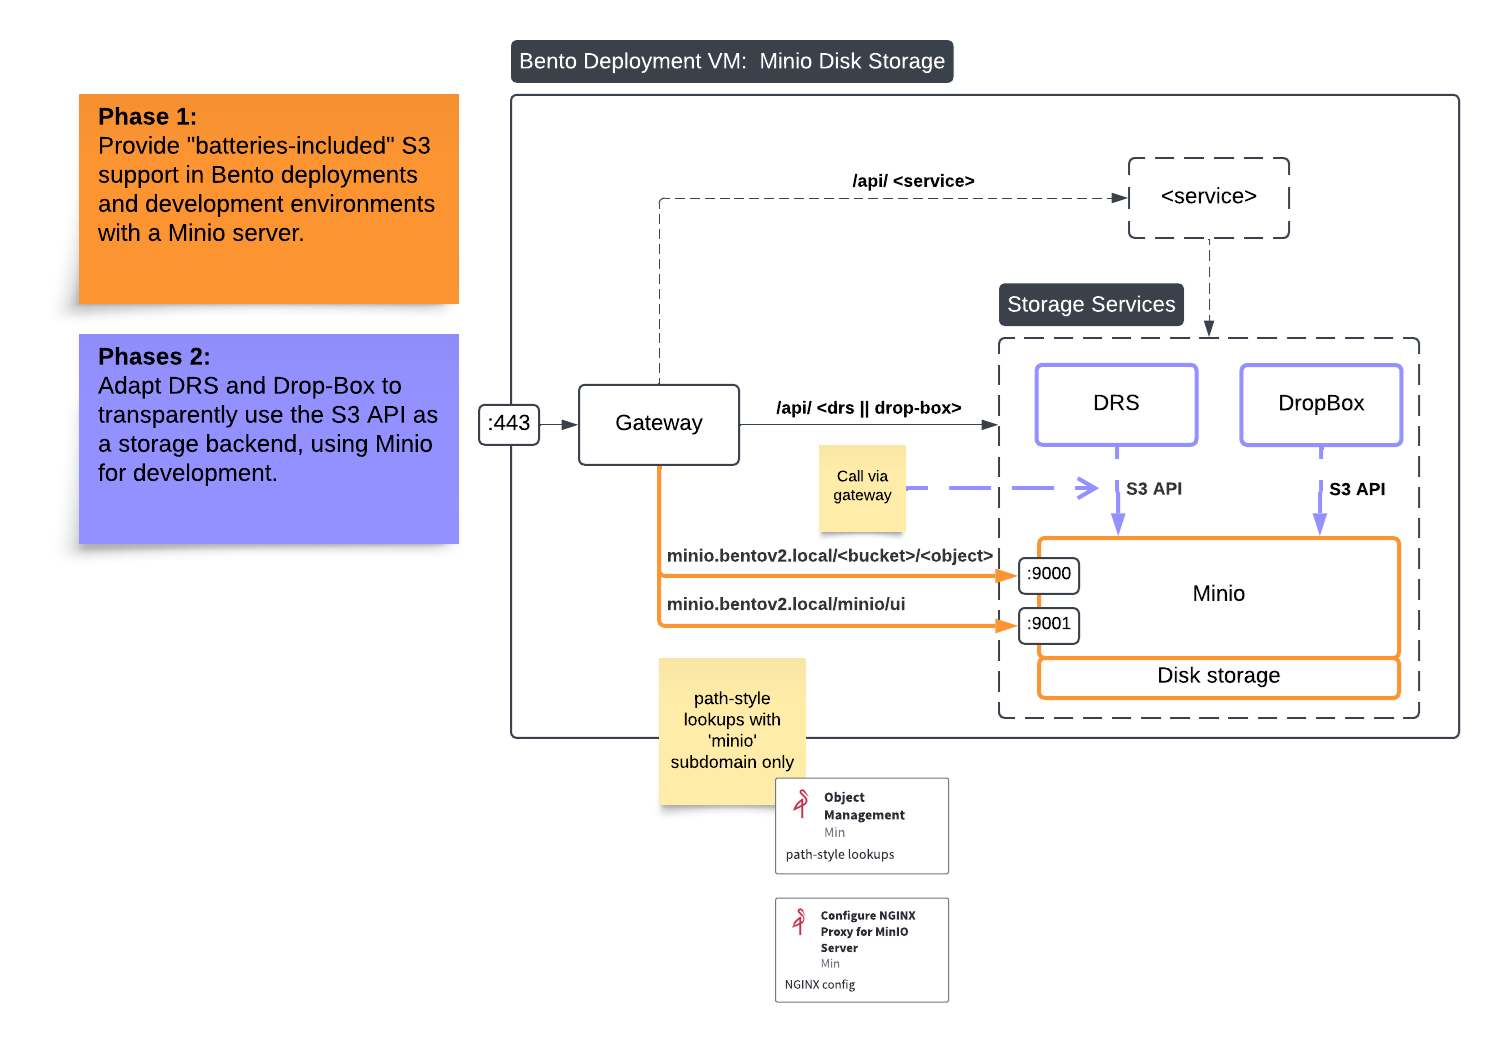 Bento Deployment VM:  Minio Disk Storage
Phase 1:
Provide "batteries-included" S3
support in Bento deployments
and development environments
with a Minio server.
Phases 2:
Adapt DRS and Drop-Box to
transparently use the S3 API as
a storage backend, using Minio
for development.
/api/ <service>
<service>
Storage Services
:443
Gateway
/api/ <drs || drop-box>
DRS
DropBox
Call via
gateway
S3 API
S3 API
minio.bentov2.local/<bucket>/<object>
:9000
Minio
minio.bentov2.local/minio/ui
:9001
Disk storage
path-style
lookups with
'minio'
subdomain only
Object
Management
Min
path-style lookups
Configure NGINX
Proxy for MinIO
Server
Min
NGINX config